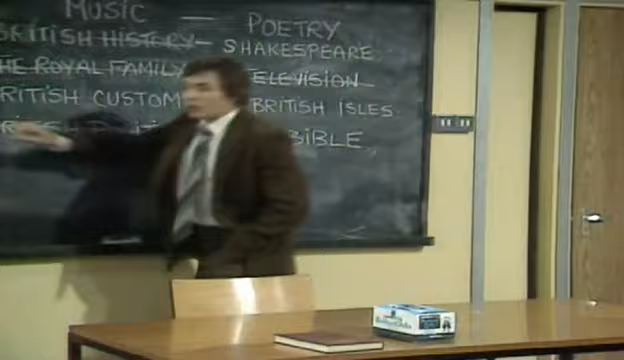 MUSIC — POETRY
BRITISH HISTORY — SHAKESPEARE
THE ROYAL FAMILY TELEVISION
BRITISH CUSTOM BRITISH ISLES
BIBLE